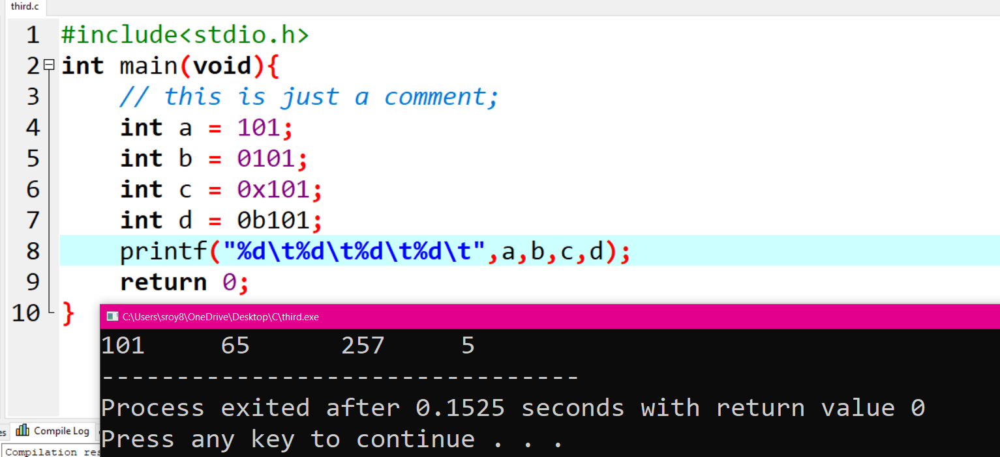 third.c
1 #include<stdio.h>
2 int main(void){
3 // this is just a comment;
4 int a = 101;
5 int b = 0101;
6 int c = 0x101;
7 int d = 0b101;
8 printf("%d\t%d\t%d\t%d\t",a,b,c,d);
9 return 0;
10 }
C:\Users\sroy8\OneDrive\Desktop\C\third.exe
101 65 257 5
--------------------------------
Process exited after 0.1525 seconds with return value 0
Press any key to continue . . .
es Compile Log
Compilation res